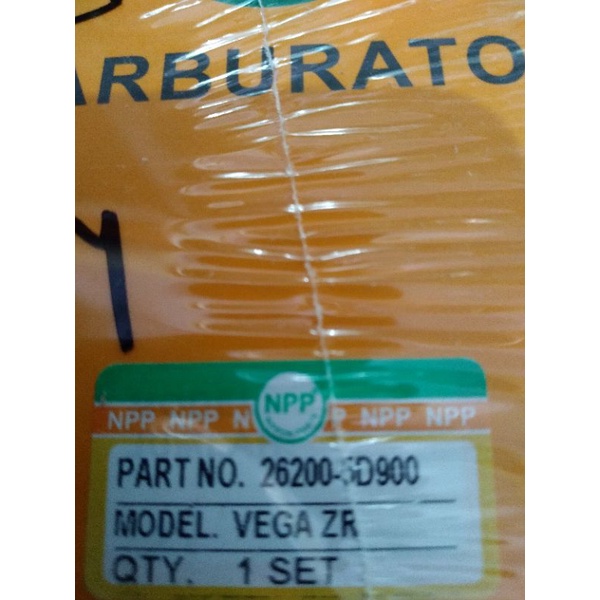 ARBURATO
NPP NPP N NPP P NPP NPP
PART NO. 26200-5D900
MODEL. VEGA ZR
QTY. 1 SET